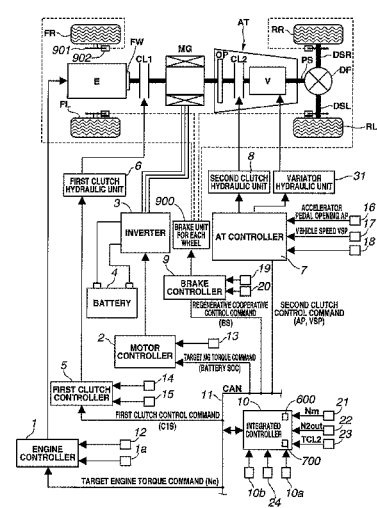 FR
901
902
FW
CL1
MG
AT
OP
CL2
RR
PS
DSR
E
V
DF
DSL
FL
RL
6
FIRST CLUTCH
HYDRAULIC UNIT
8
SECOND CLUTCH
HYDRAULIC UNIT
VARIATOR
HYDRAULIC UNIT
31
3
INVERTER
900
BRAKE UNIT
FOR EACH
WHEEL
AT CONTROLLER
7
ACCELERATOR
PEDAL OPENING AP
16
VEHICLE SPEED VSP
17
18
4
BATTERY
9
BRAKE
CONTROLLER
19
20
REGENERATIVE COOPERATIVE
CONTROL COMMAND
(BS)
SECOND CLUTCH
CONTROL COMMAND
(AP, VSP)
2
MOTOR
CONTROLLER
13
TARGET MG TORQUE COMMAND
(BATTERY SOC)
5
FIRST CLUTCH
CONTROLLER
14
15
CAN
11
FIRST CLUTCH CONTROL COMMAND
(C1S)
10
600
INTEGRATED
CONTROLLER
700
Nm
21
N2out
22
TCL2
23
1
ENGINE
CONTROLLER
12
1a
TARGET ENGINE TORQUE COMMAND (Ne)
10b
24
10a